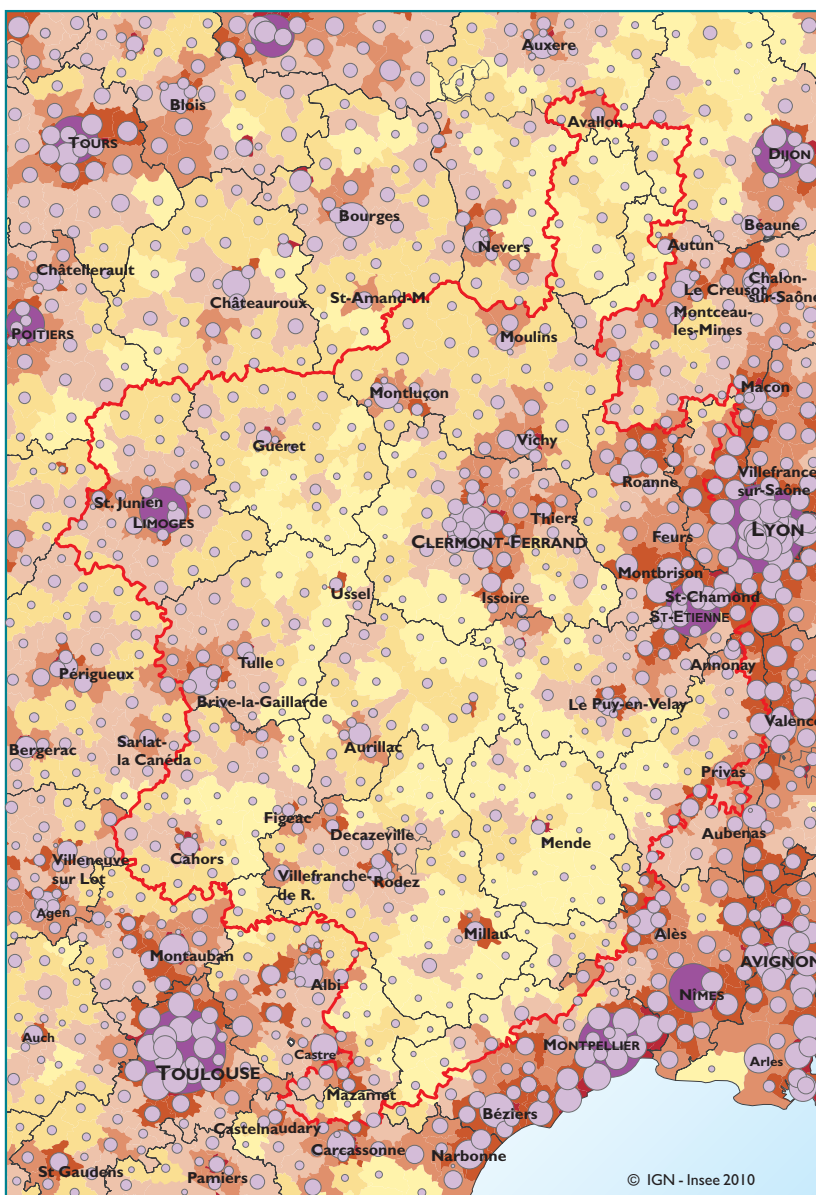 Auxere
Blois
Avallon
TOURS
DIJON
Bourges
Beaune
Nevers
Autun
Châtellerault
Le Creusot
Chalon-
sur-Saône
Châteauroux
St-Amand-M.
Montceau-
les-Mines
POITIERS
Moulins
Mâcon
Montluçon
Guéret
Vichy
Roanne
Villefrance
sur-Saône
St. Junien
LIMOGES
Thiers
CLERMONT-FERRAND
Feurs
LYON
Montbrison
Ussel
Issoire
St-Chamond
ST-ETIENNE
Tulle
Annonay
Périgueux
Brive-la-Gaillarde
Le Puy-en-Velay
Valence
Bergerac
Sarlat-
la Canéda
Aurillac
Privas
Figeac
Decazeville
Aubenas
Mende
Villeneuve
sur Lot
Cahors
Villefranche-
de R.
Rodez
Agen
Millau
Alès
Montauban
AVIGNON
Albi
NÎMES
Auch
Castre
MONTPELLIER
TOULOUSE
Arles
Mazamet
Béziers
Castelnaudary
Carcassonne
Narbonne
St Gaudens
Pamiers
© IGN - Insee 2010